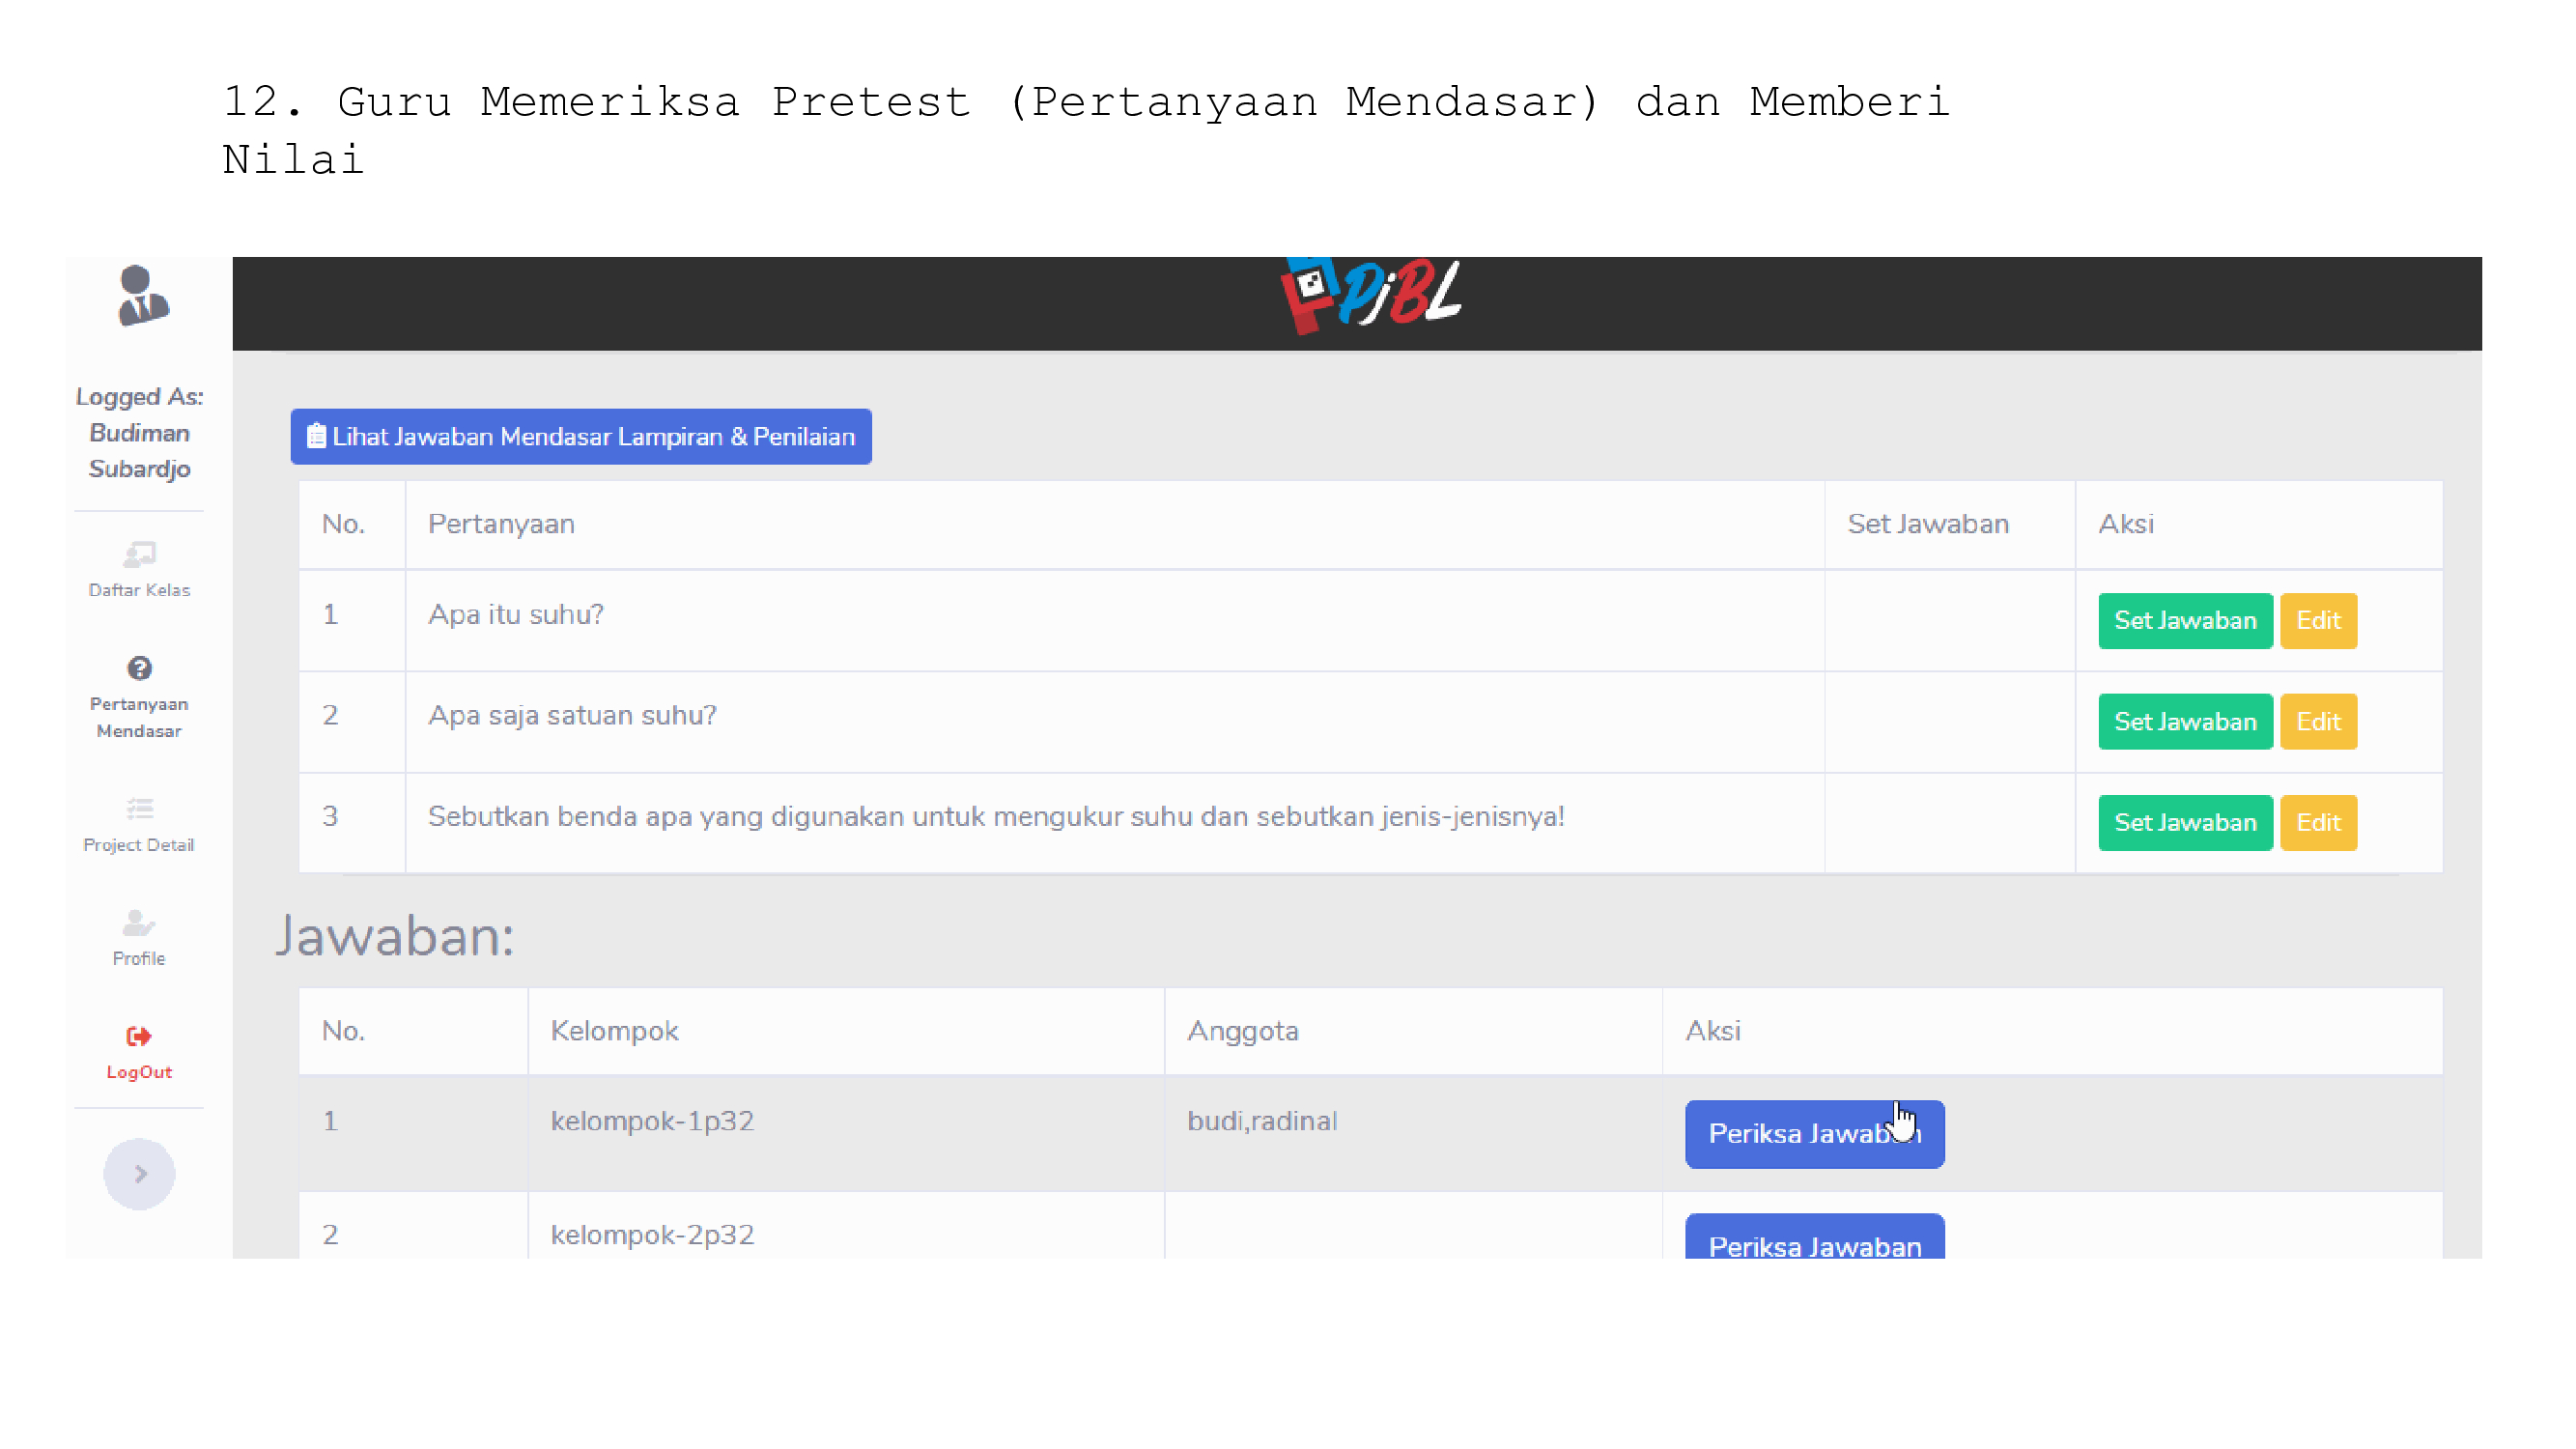 12. Guru Memeriksa Pretest (Pertanyaan Mendasar) dan Memberi
Nilai
PjBL
Logged As:
Budiman
Subardjo
Daftar Kelas
Pertanyaan
Mendasar
Project Detail
Profile
LogOut
Lihat Jawaban Mendasar Lampiran & Penilaian
No. Pertanyaan Set Jawaban Aksi
1 Apa itu suhu? Set Jawaban Edit
2 Apa saja satuan suhu? Set Jawaban Edit
3 Sebutkan benda apa yang digunakan untuk mengukur suhu dan sebutkan jenis-jenisnya! Set Jawaban Edit
Jawaban:
No. Kelompok Anggota Aksi
1 kelompok-1p32 budi,radinal Periksa Jawaban
2 kelompok-2p32 Periksa Jawaban